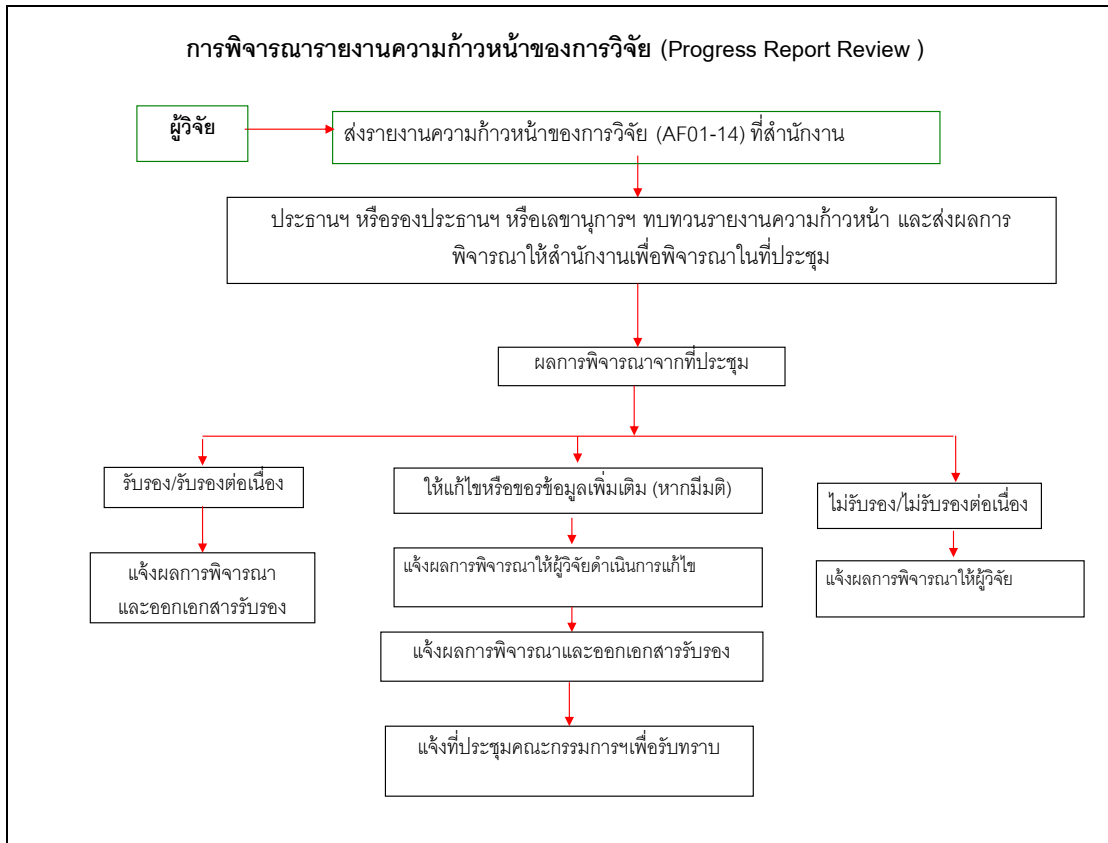 การพิจารณารายงานความก้าวหน้าของการวิจัย (Progress Report Review )
ผู้วิจัย
ส่งรายงานความก้าวหน้าของการวิจัย (AF01-14) ที่สำนักงาน
ประธานฯ หรือรองประธานฯ หรือเลขานุการฯ ทบทวนรายงานความก้าวหน้า และส่งผลการ
พิจารณาให้สำนักงานเพื่อพิจารณาในที่ประชุม
ผลการพิจารณาจากที่ประชุม
รับรอง/รับรองต่อเนื่อง
ให้แก้ไขหรือขอรข้อมูลเพิ่มเติม (หากมีมติ)
ไม่รับรอง/ไม่รับรองต่อเนื่อง
แจ้งผลการพิจารณา
และออกเอกสารรับรอง
แจ้งผลการพิจารณาให้ผู้วิจัยดำเนินการแก้ไข
แจ้งผลการพิจารณาให้ผู้วิจัย
แจ้งผลการพิจารณาและออกเอกสารรับรอง
แจ้งที่ประชุมคณะกรรมการฯเพื่อรับทราบ